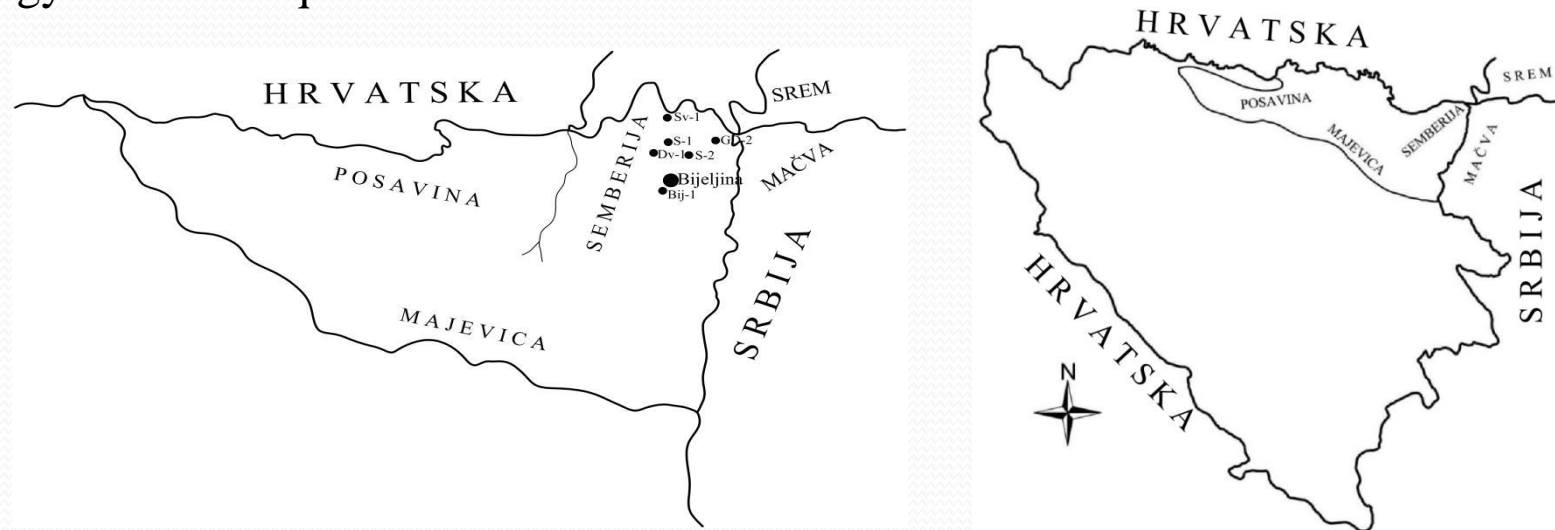 HRVATSKA
SREM
Sv-1
S-1
Dv-1
S-2
Bijeljina
Bij-1
SEMBERIJA
POSAVINA
MAČVA
SRBIJA
MAJEVICA
HRVATSKA
SREM
POSAVINA
SEMBERIJA
MAJEVICA
MAČVA
SRBIJA
HRVATSKA
N